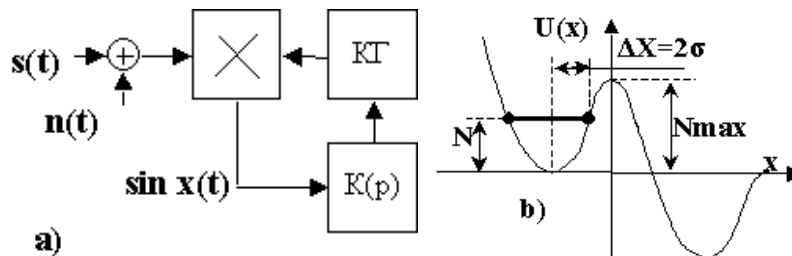 s(t)
n(t)
КГ
sin x(t)
K(p)
a)
U(x)
ΔX=2σ
N
Nmax
x
b)